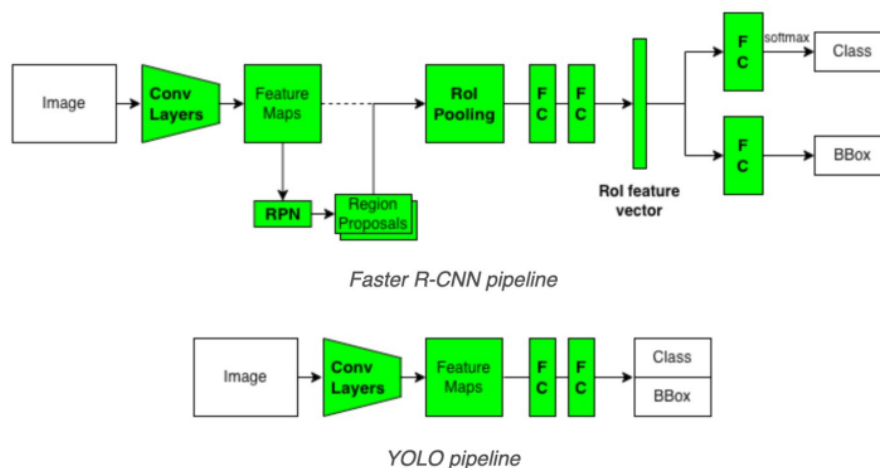 Image
Conv
Layers
Feature
Maps
RPN
Region
Proposals
RoI
Pooling
F
C
F
C
RoI feature
vector
F
C
softmax
Class
F
C
BBox
Faster R-CNN pipeline
Image
Conv
Layers
Feature
Maps
F
C
F
C
Class
BBox
YOLO pipeline